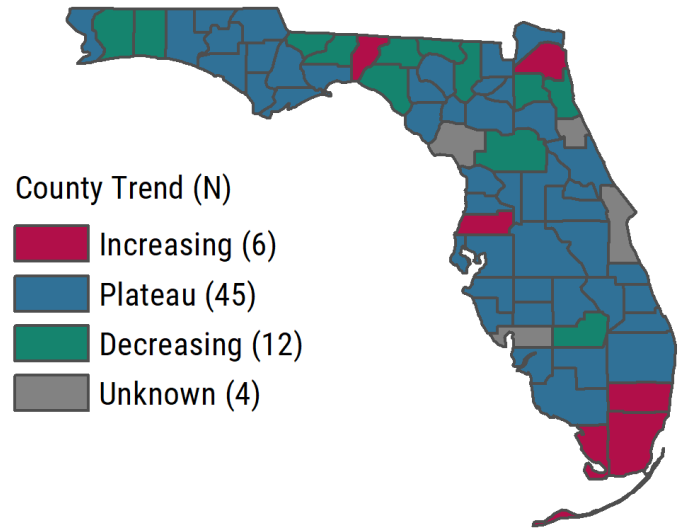 County Trend (N)
Increasing (6)
Plateau (45)
Decreasing (12)
Unknown (4)